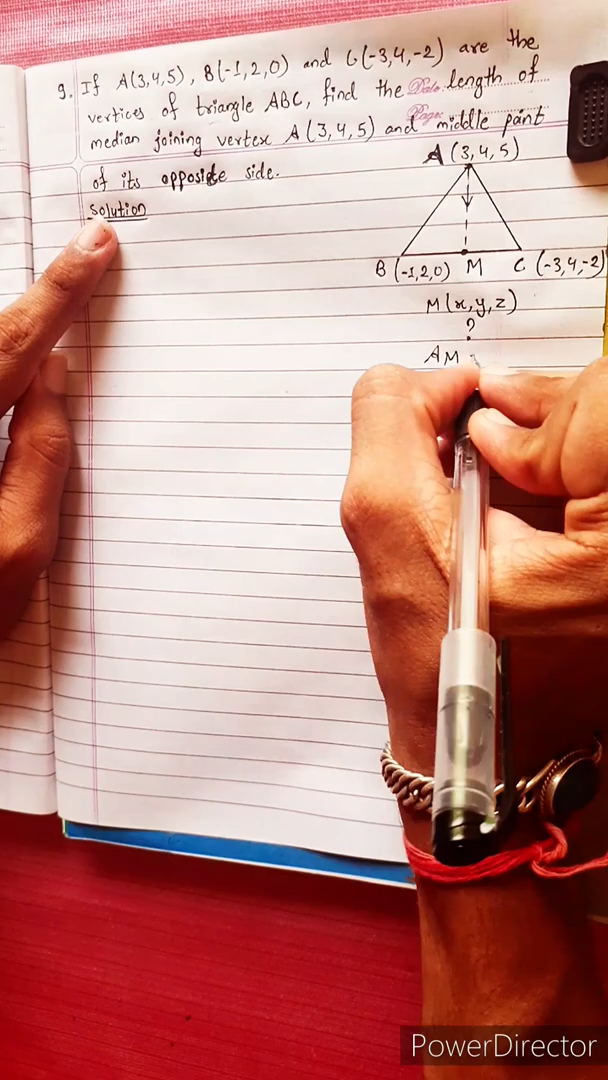 9. If A(3,4,5), B(-1,2,0) and C(-3,4,-2) are the
vertices of triangle ABC, find the Date length of
median joining vertex A (3,4,5) and Page middle point
of its opposite side.
Solution
A (3, 4, 5)
B (-1,2,0) M C (-3,4,-2)
M(x,y,z)
?
AM
PowerDirector